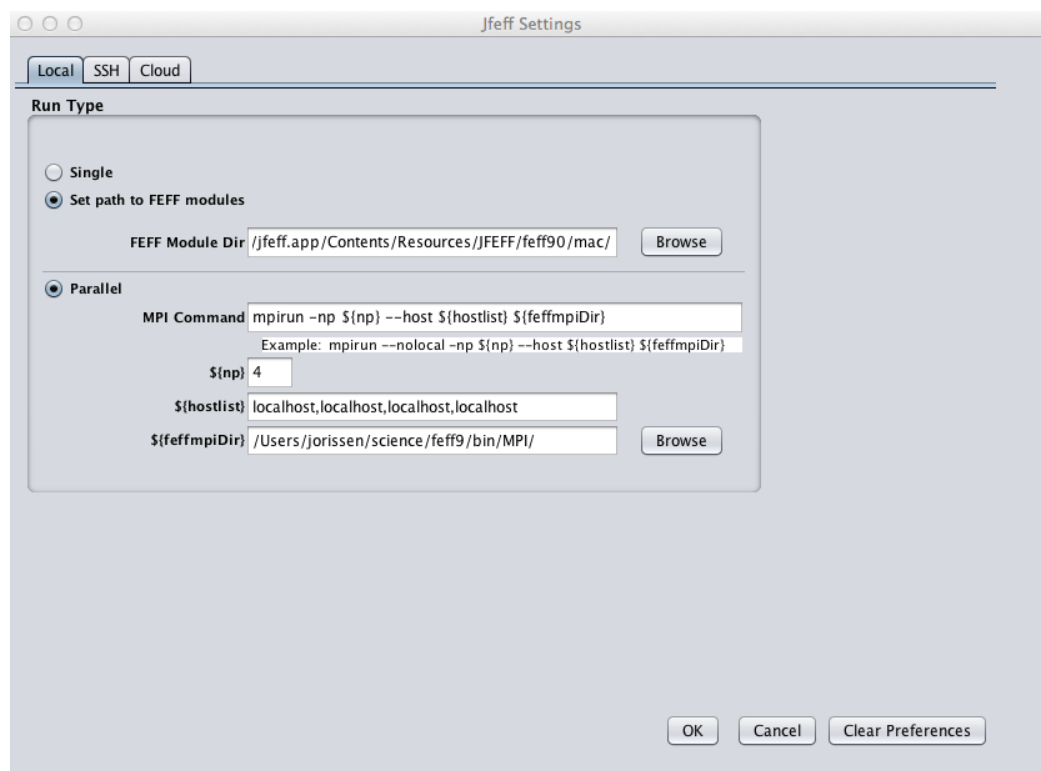 Jfeff Settings
Local SSH Cloud
Run Type
Single
Set path to FEFF modules
FEFF Module Dir /jfeff.app/Contents/Resources/JFEFF/feff90/mac/ Browse
Parallel
MPI Command mpirun -np ${np} --host ${hostlist} ${feffmpiDir}
Example: mpirun --nolocal -np ${np} --host ${hostlist} ${feffmpiDir}
${np} 4
${hostlist} localhost,localhost,localhost,localhost
${feffmpiDir} /Users/jorissen/science/feff9/bin/MPI/ Browse
OK Cancel Clear Preferences